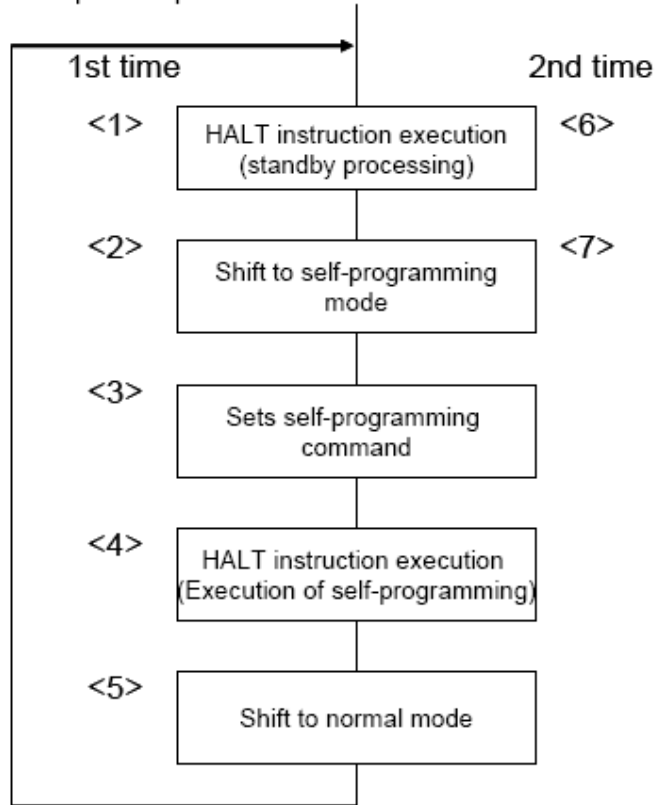 1st time
2nd time
<1>
HALT instruction execution
(standby processing)
<6>
<2>
Shift to self-programming
mode
<7>
<3>
Sets self-programming
command
<4>
HALT instruction execution
(Execution of self-programming)
<5>
Shift to normal mode